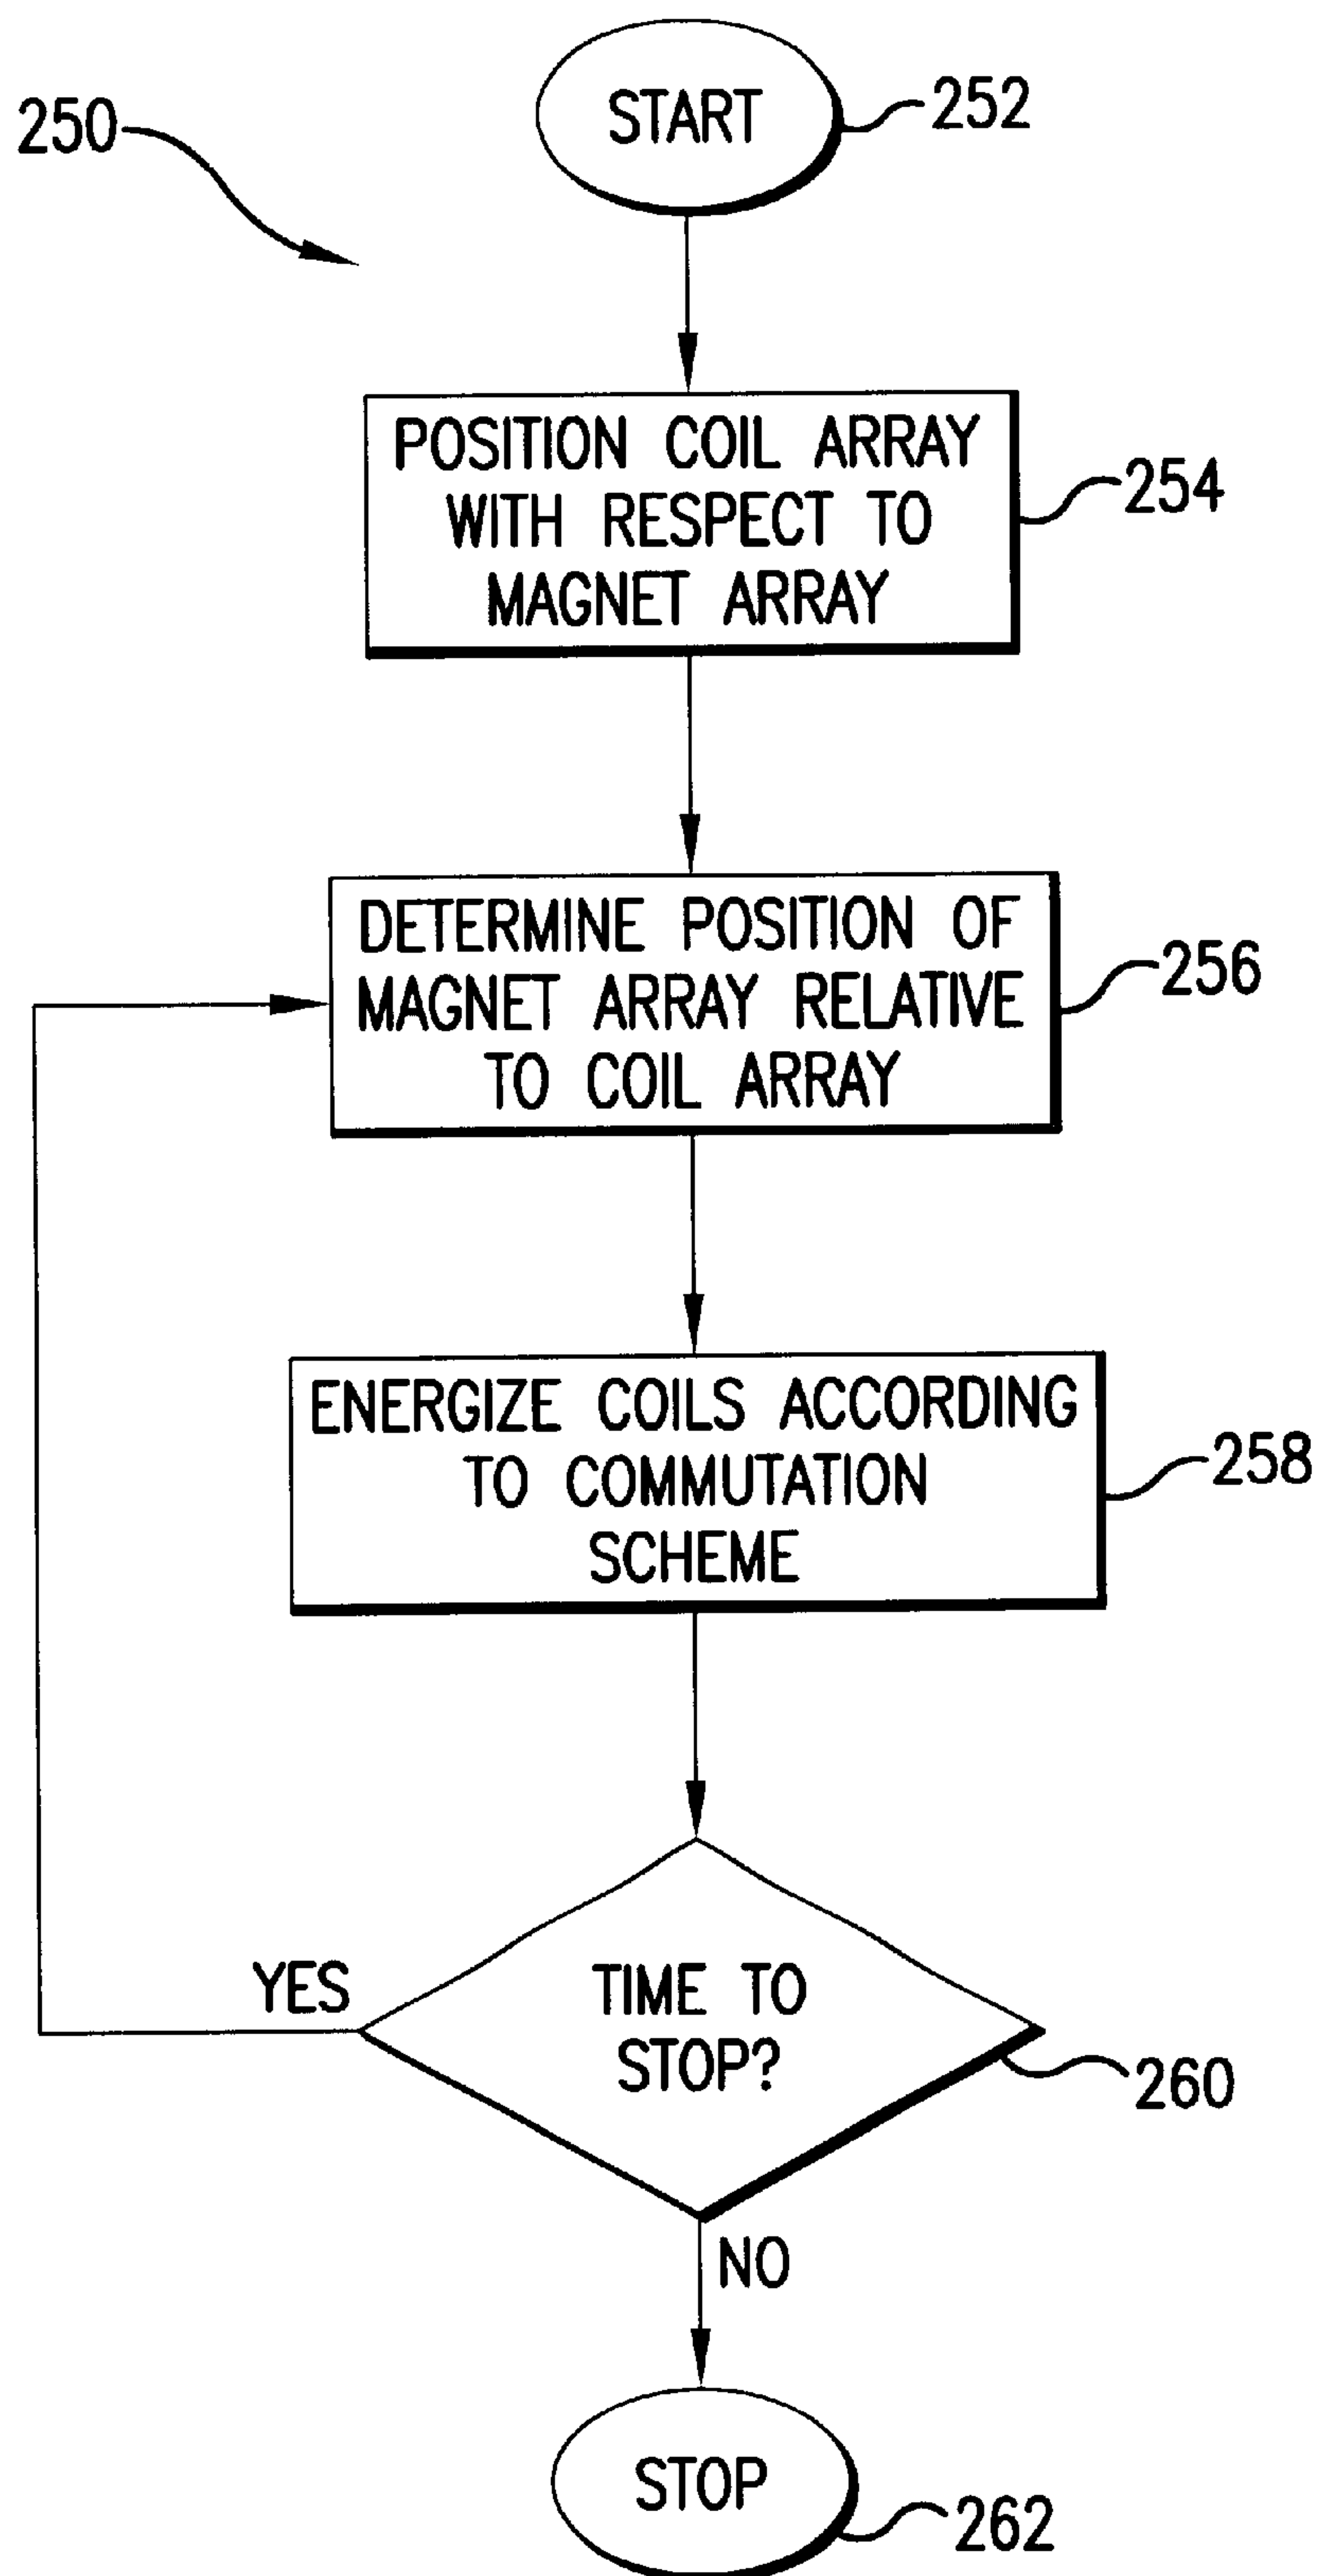 250
START
252
POSITION COIL ARRAY
WITH RESPECT TO
MAGNET ARRAY
254
DETERMINE POSITION OF
MAGNET ARRAY RELATIVE
TO COIL ARRAY
256
ENERGIZE COILS ACCORDING
TO COMMUTATION
SCHEME
258
YES
TIME TO
STOP?
260
NO
STOP
262